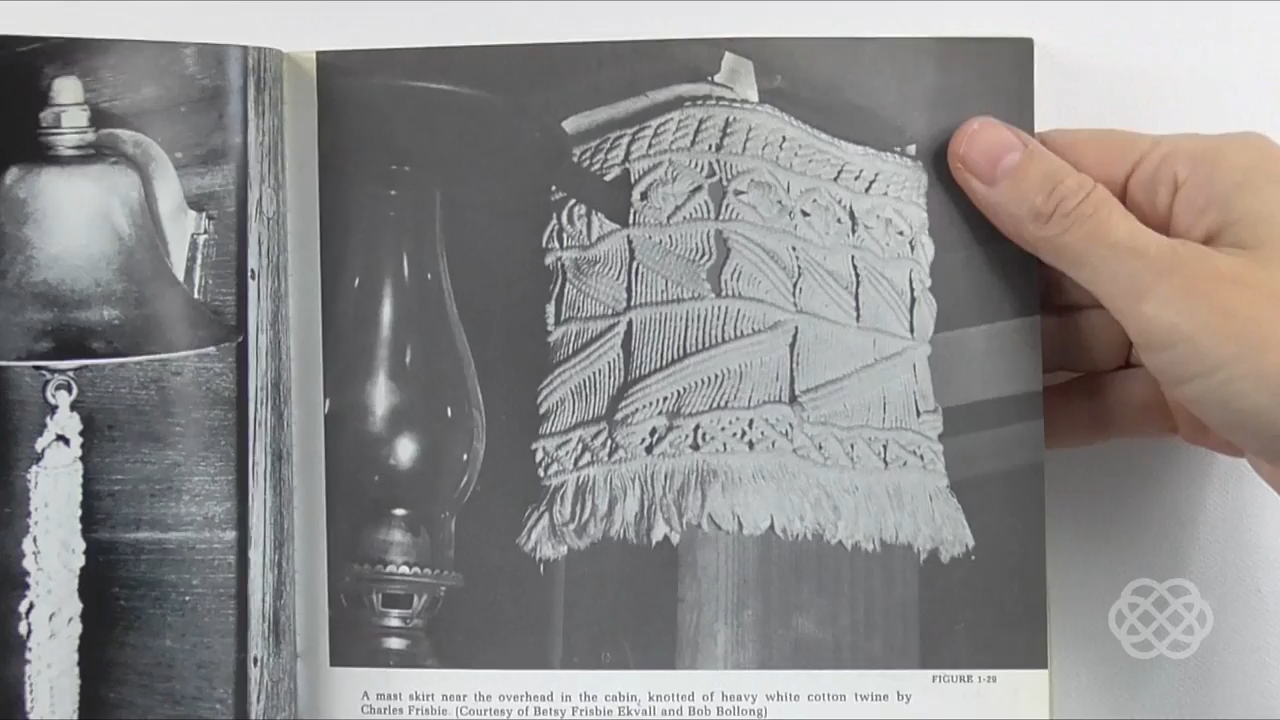 FIGURE 1-29
A mast skirt near the overhead in the cabin, knotted of heavy white cotton twine by
Charles Frisbie. (Courtesy of Betsy Frisbie Ekvall and Bob Bollong)